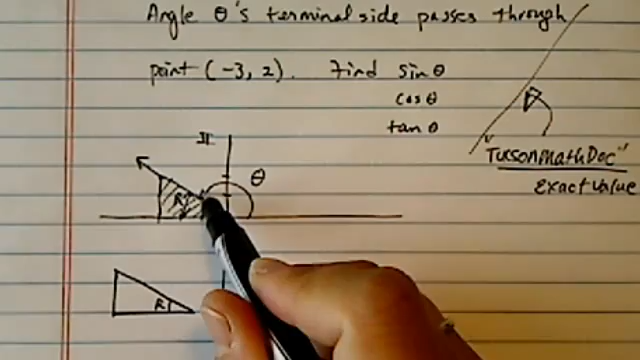 Angle θ's terminal side passes through
point (-3, 2). Find sin θ
cos θ
tan θ
"TucsonMathDoc"
Exact value
II
θ
R
R